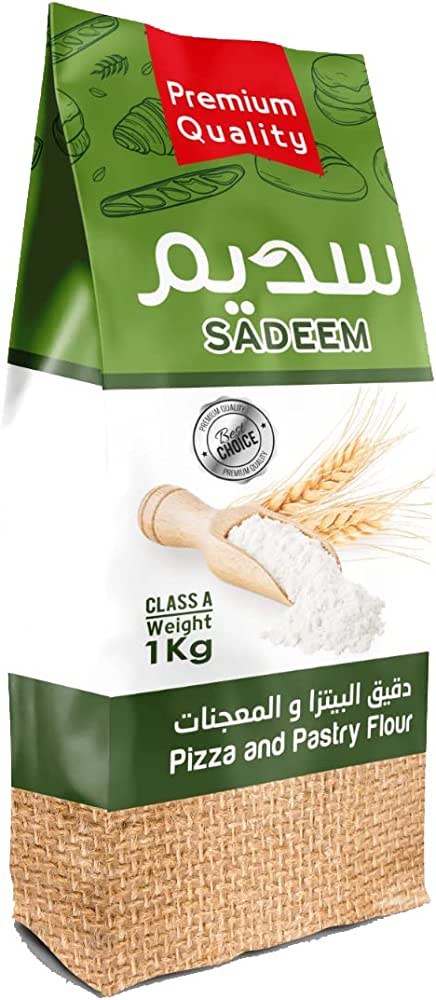 Premium
Quality
سديم
SADEEM
PREMIUM QUALITY
Best
CHOICE
PREMIUM QUALITY
CLASS A
Weight
1Kg
دقيق البيتزا و المعجنات
Pizza and Pastry Flour